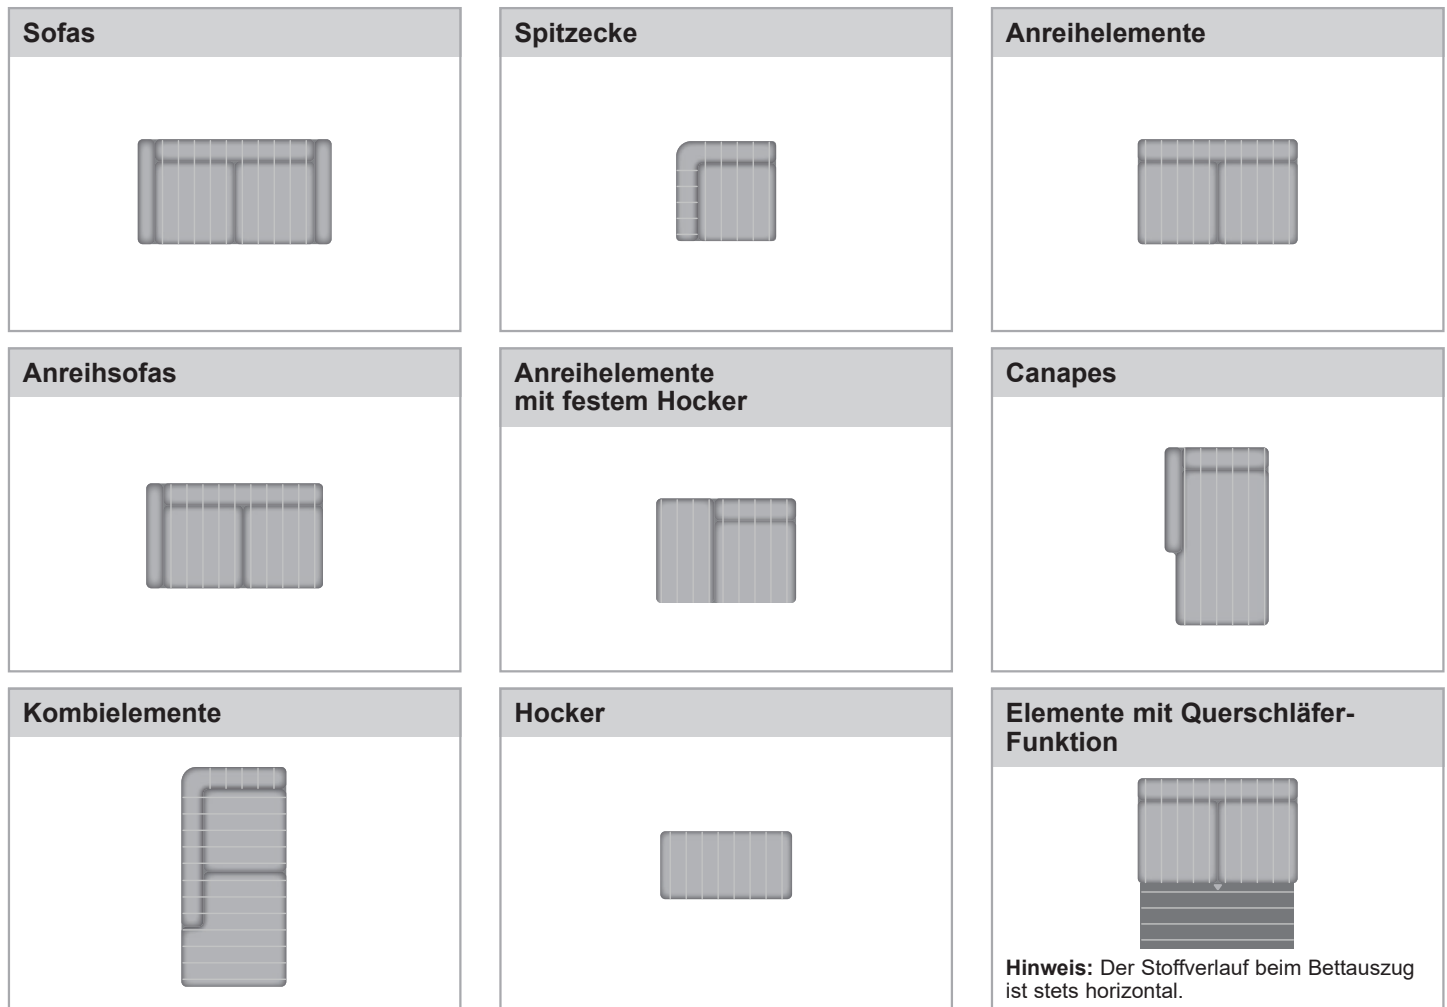 Sofas
Spitzecke
Anreihelemente
Anreihsofas
Anreihelemente
mit festem Hocker
Canapes
Kombielemente
Hocker
Elemente mit Querschläfer-
Funktion
Hinweis: Der Stoffverlauf beim Bettauszug
ist stets horizontal.